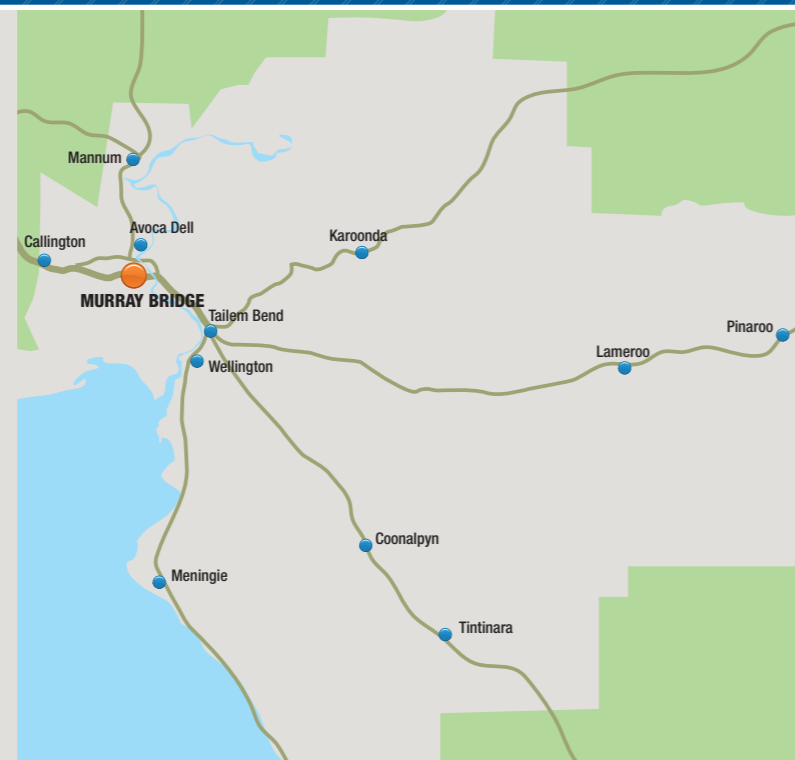 Mannum
Avoca Dell
Callington
Karoonda
MURRAY BRIDGE
Tailem Bend
Pinaroo
Lameroo
Wellington
Coonalpyn
Meningie
Tintinara